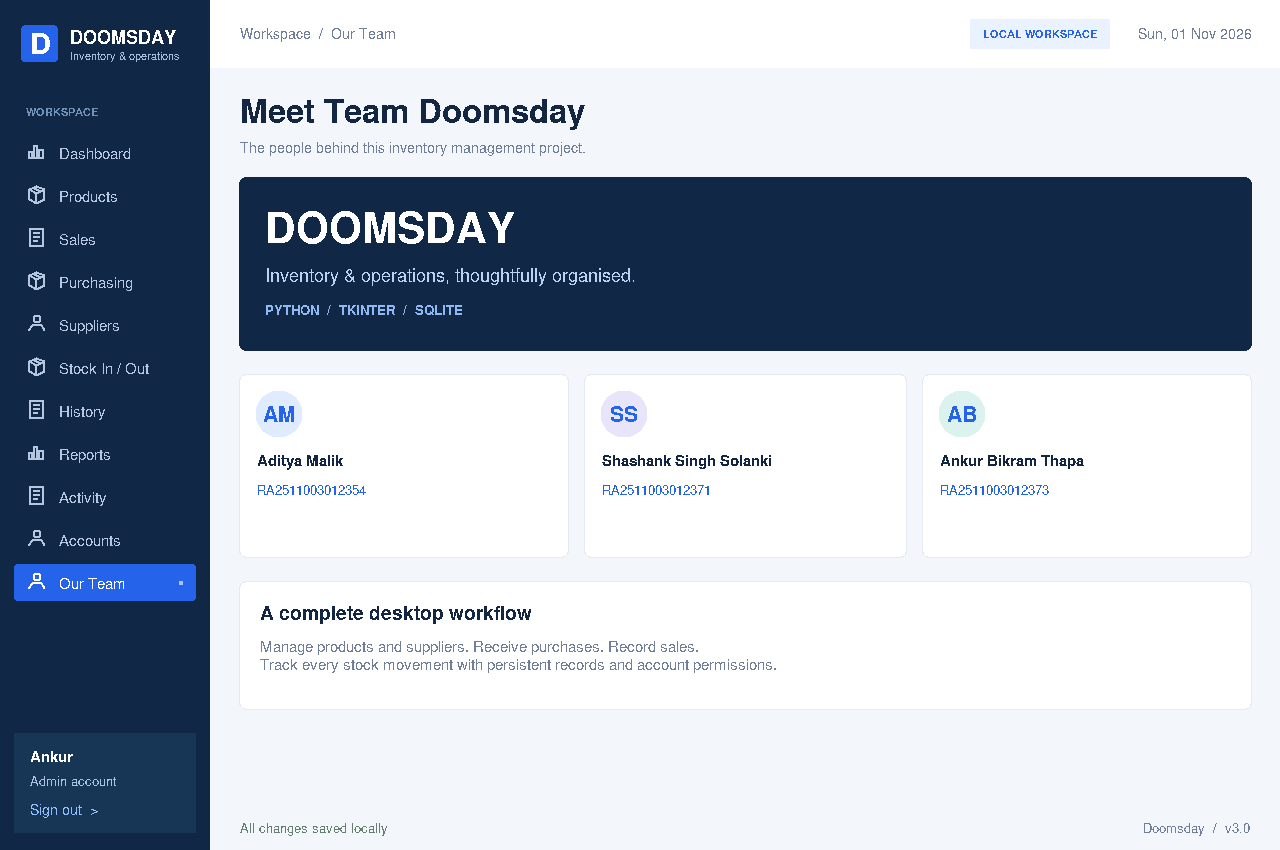 D
DOOMSDAY
Inventory & operations
WORKSPACE
Dashboard
Products
Sales
Purchasing
Suppliers
Stock In / Out
History
Reports
Activity
Accounts
Our Team
Ankur
Admin account
Sign out >
Workspace / Our Team
LOCAL WORKSPACE
Sun, 01 Nov 2026
Meet Team Doomsday
The people behind this inventory management project.
DOOMSDAY
Inventory & operations, thoughtfully organised.
PYTHON / TKINTER / SQLITE
AM
Aditya Malik
RA2511003012354
SS
Shashank Singh Solanki
RA2511003012371
AB
Ankur Bikram Thapa
RA2511003012373
A complete desktop workflow
Manage products and suppliers. Receive purchases. Record sales.
Track every stock movement with persistent records and account permissions.
All changes saved locally
Doomsday / v3.0